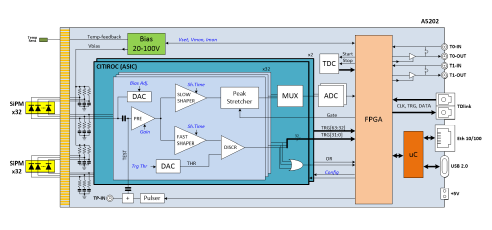 A5202
Temp
Sens
Temp-feedback
Vbias
Bias
20-100V
Vset, Vmon, Imon
CITIROC (ASIC)
x2
x32
Bias Adj.
DAC
Sh.Time
SLOW
SHAPER
Peak
Stretcher
MUX
ADC
TDC
Start
Stop
PRE
Gain
Sh.Time
FAST
SHAPER
DISCR
Trg Thr
DAC
THR
TEST
Gate
TRG[63:32]
TRG[31:0]
OR
Config
FPGA
uC
SiPM
x32
SiPM
x32
TP-IN
+
Pulser
T0-IN
T0-OUT
T1-IN
T1-OUT
CLK, TRG, DATA
TDlink
Eth 10/100
USB 2.0
+5V